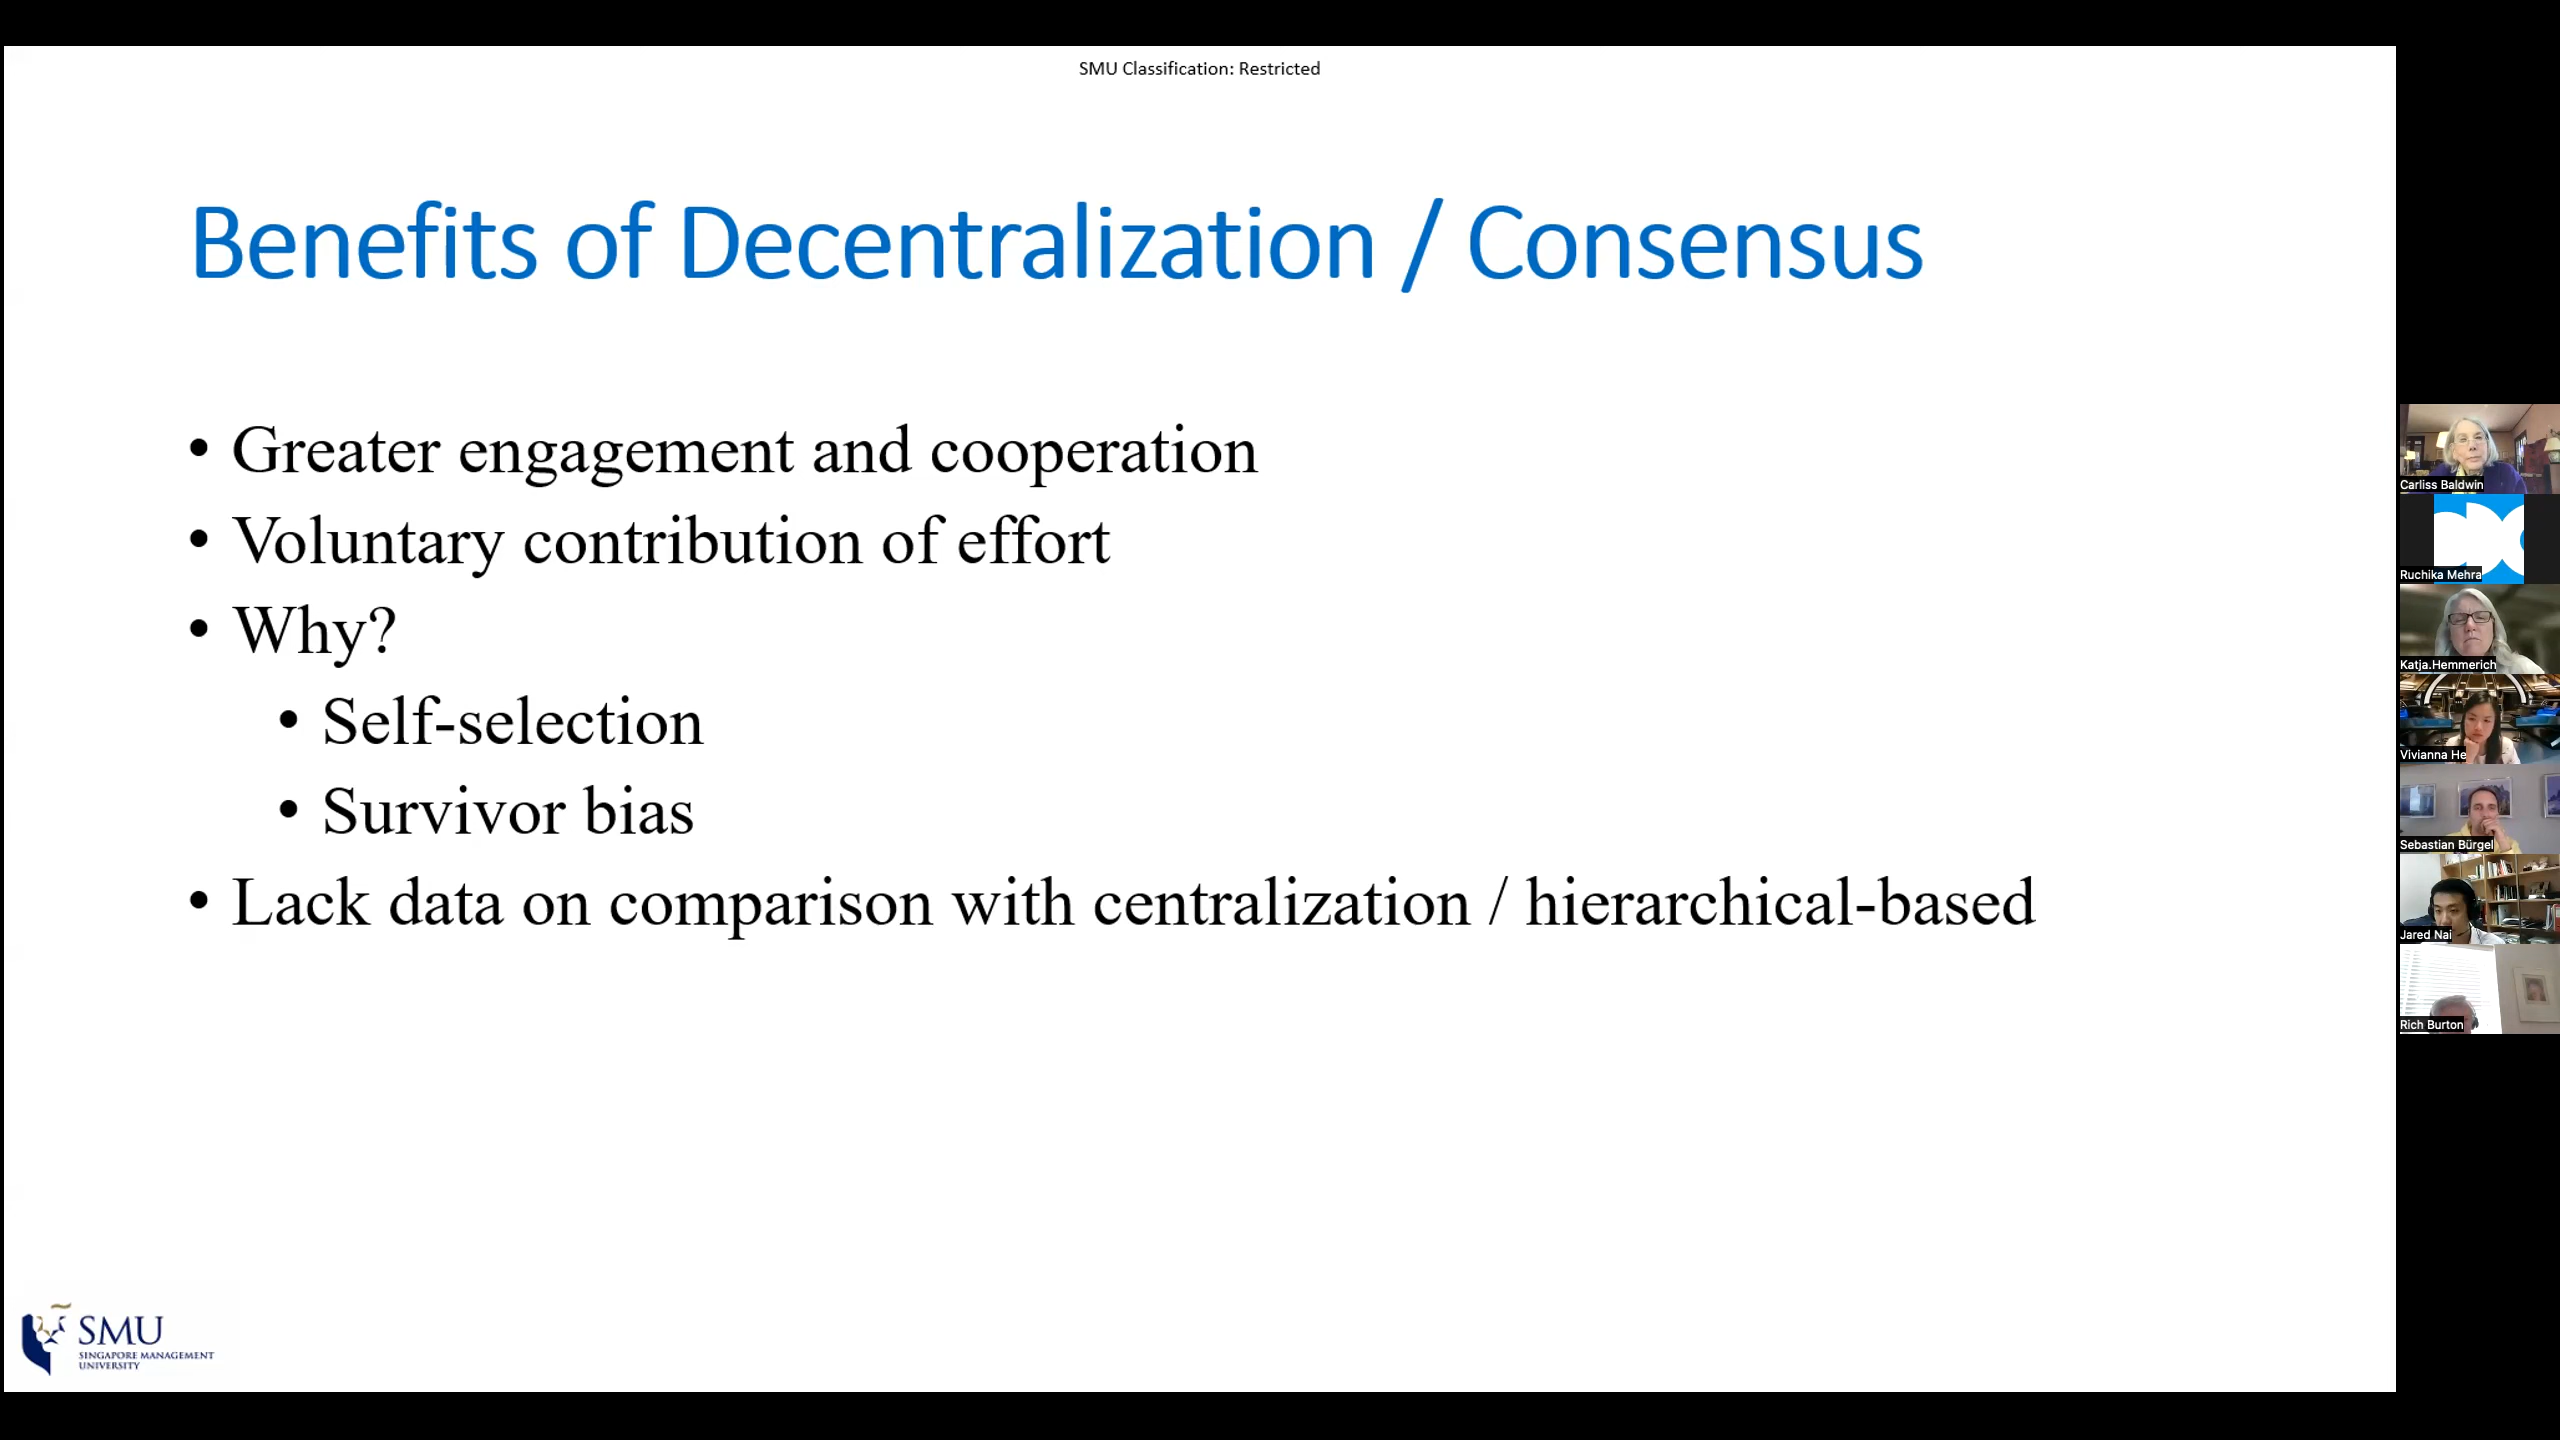 SMU Classification: Restricted
Benefits of Decentralization / Consensus
• Greater engagement and cooperation
• Voluntary contribution of effort
• Why?
• Self-selection
• Survivor bias
• Lack data on comparison with centralization / hierarchical-based
SMU
SINGAPORE MANAGEMENT
UNIVERSITY
Carliss Baldwin
Ruchika Mehra
Katja.Hemmerich
Vivianna He
Sebastian Bürgel
Jared Nai
Rich Burton